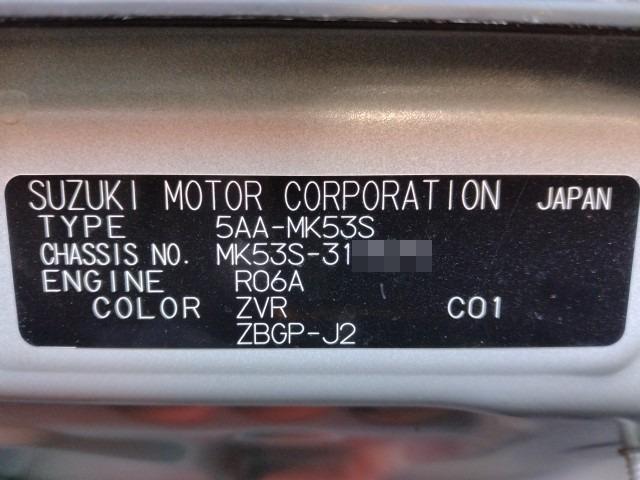 SUZUKI MOTOR CORPORATION JAPAN
TYPE 5AA-MK53S
CHASSIS NO. MK53S-31
ENGINE R06A
COLOR ZVR C01
ZBGP-J2